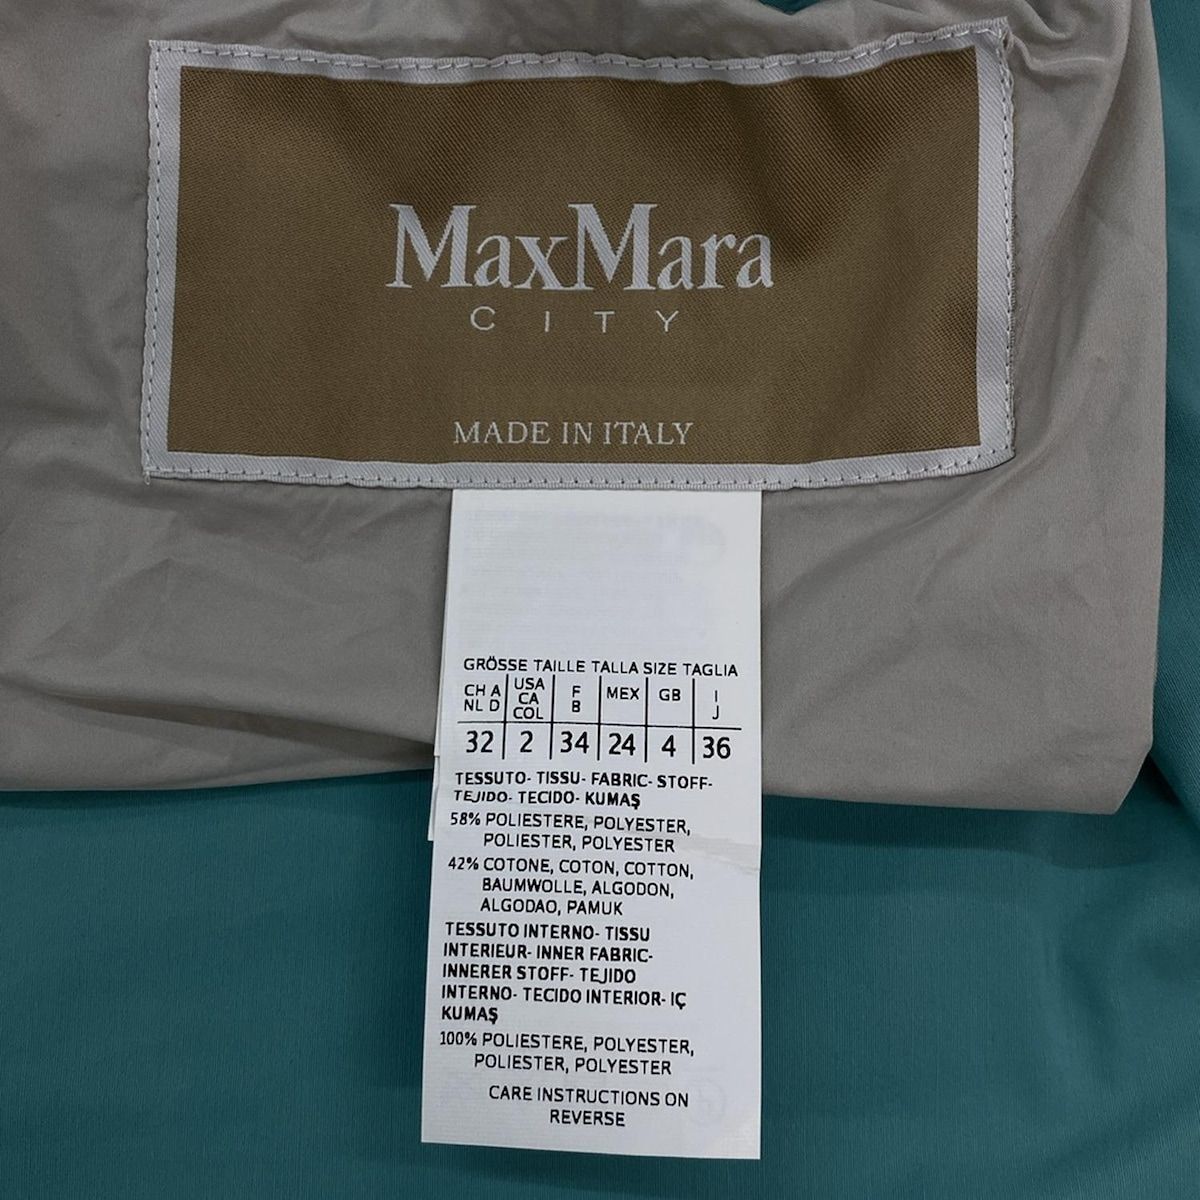 MaxMara
CITY
MADE IN ITALY
GRÖSSE TAILLE TALLA SIZE TAGLIA
CH A NL D USA CA COL F B MEX GB I J
32 2 34 24 4 36
TESSUTO- TISSU- FABRIC- STOFF-
TEJIDO- TECIDO- KUMAŞ
58% POLIESTERE, POLYESTER,
POLIESTER, POLYESTER
42% COTONE, COTON, COTTON,
BAUMWOLLE, ALGODON,
ALGODAO, PAMUK
TESSUTO INTERNO- TISSU
INTERIEUR- INNER FABRIC-
INNERER STOFF- TEJIDO
INTERNO- TECIDO INTERIOR- IÇ
KUMAŞ
100% POLIESTERE, POLYESTER,
POLIESTER, POLYESTER
CARE INSTRUCTIONS ON
REVERSE